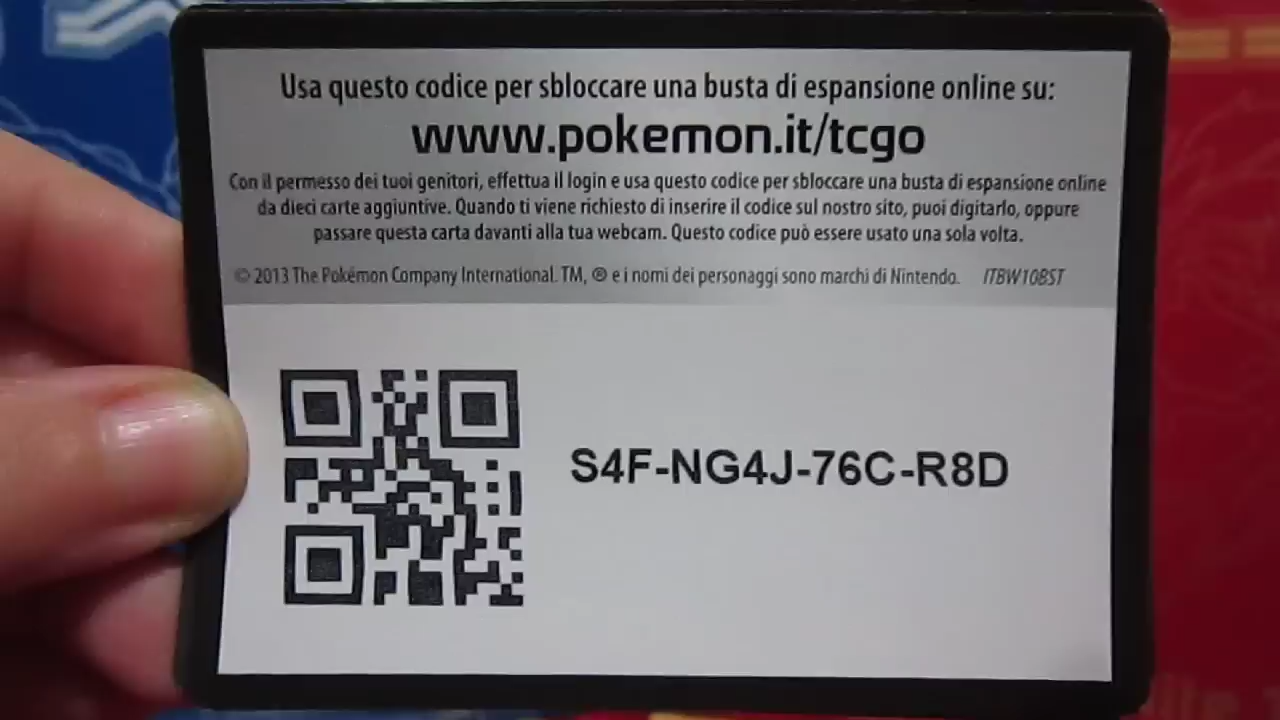 Usa questo codice per sbloccare una busta di espansione online su:
www.pokemon.it/tcgo
Con il permesso dei tuoi genitori, effettua il login e usa questo codice per sbloccare una busta di espansione online
da dieci carte aggiuntive. Quando ti viene richiesto di inserire il codice sul nostro sito, puoi digitarlo, oppure
passare questa carta davanti alla tua webcam. Questo codice può essere usato una sola volta.
© 2013 The Pokémon Company International. TM, ® e i nomi dei personaggi sono marchi di Nintendo. ITBW10BST
S4F-NG4J-76C-R8D